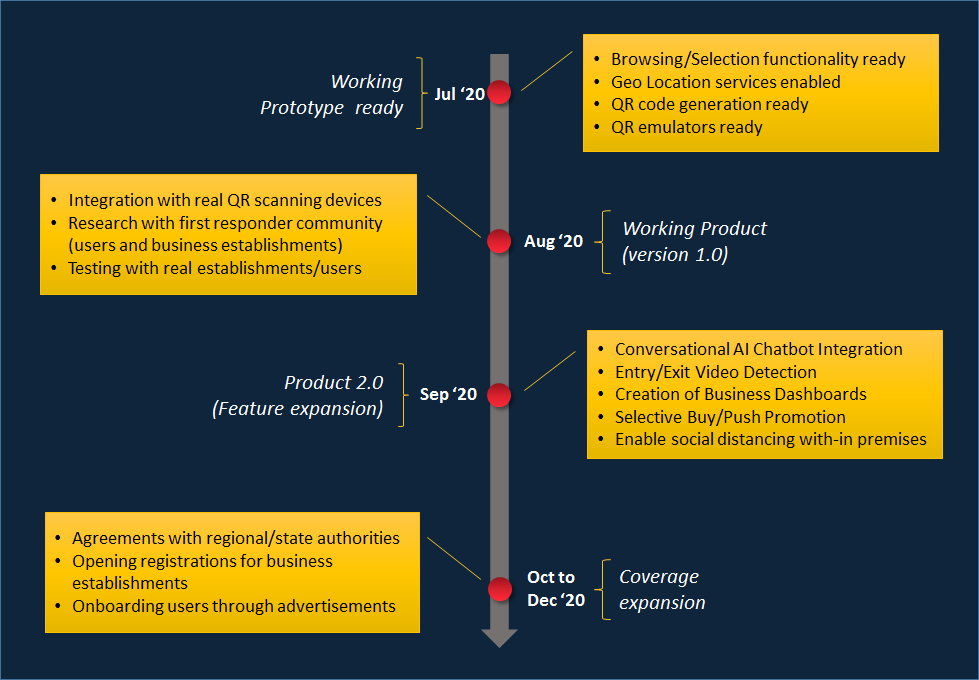 Working
Prototype ready
Jul ‘20
• Browsing/Selection functionality ready
• Geo Location services enabled
• QR code generation ready
• QR emulators ready
• Integration with real QR scanning devices
• Research with first responder community
(users and business establishments)
• Testing with real establishments/users
Aug ‘20
Working Product
(version 1.0)
Product 2.0
(Feature expansion)
Sep ‘20
• Conversational AI Chatbot Integration
• Entry/Exit Video Detection
• Creation of Business Dashboards
• Selective Buy/Push Promotion
• Enable social distancing with-in premises
• Agreements with regional/state authorities
• Opening registrations for business
establishments
• Onboarding users through advertisements
Oct to
Dec ‘20
Coverage
expansion